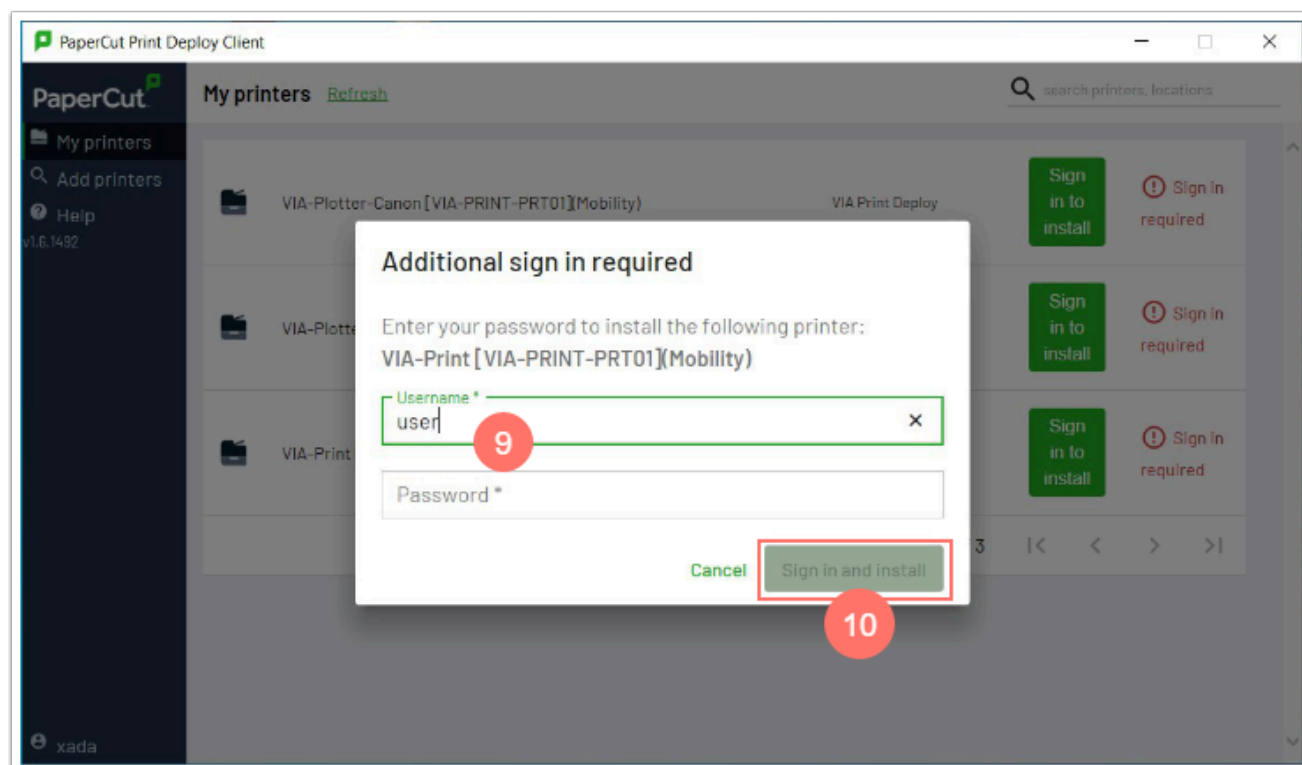 PaperCut Print Deploy Client
PaperCut
My printers Refresh
search printers, locations
My printers
Add printers
Help
v1.6.1492
VIA-Plotter-Canon [VIA-PRINT-PRT01](Mobility)
VIA Print Deploy
Sign in to install
Sign in required
Additional sign in required
Enter your password to install the following printer:
VIA-Print [VIA-PRINT-PRT01](Mobility)
VIA-Plotte
Sign in to install
Sign in required
Username *
user
9
VIA-Print
Sign in to install
Sign in required
Password *
3
Cancel
Sign in and install
10
xada